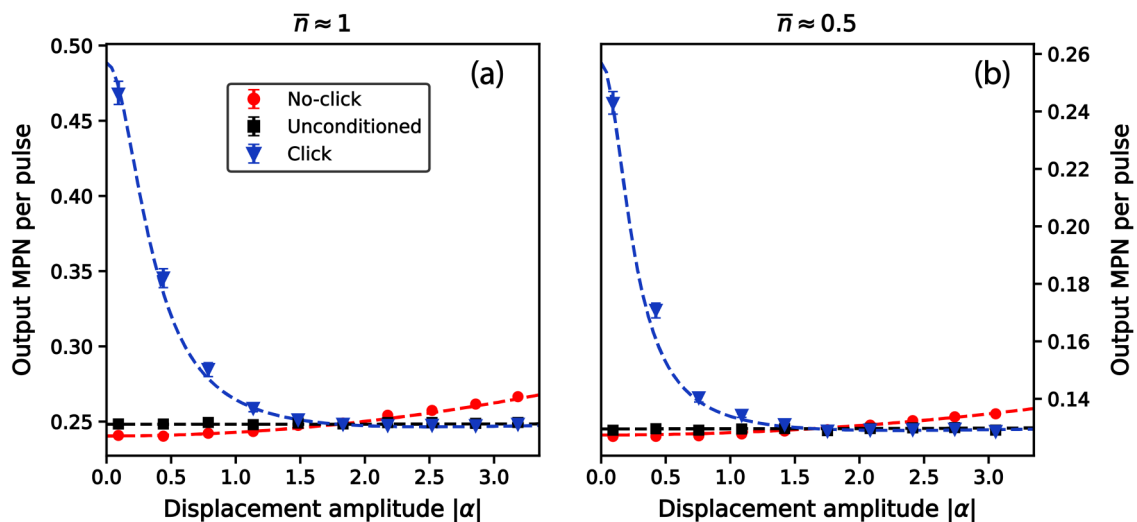 n̄ ≈ 1
(a)
Output MPN per pulse
0.50
0.45
0.40
0.35
0.30
0.25
No-click
Unconditioned
Click
0.0 0.5 1.0 1.5 2.0 2.5 3.0
Displacement amplitude |α|
n̄ ≈ 0.5
(b)
0.26
0.24
0.22
0.20
0.18
0.16
0.14
Output MPN per pulse
0.0 0.5 1.0 1.5 2.0 2.5 3.0
Displacement amplitude |α|